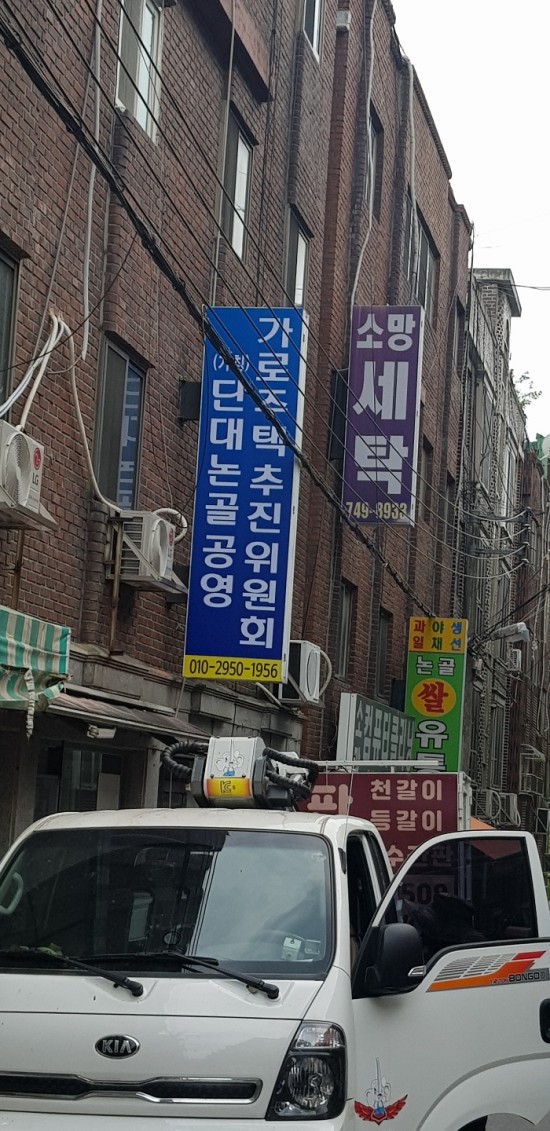 가로주택추진위원회
(가칭)
단대논골 공영
010-2950-1956
소망
세탁
749-3933
과일 야채 생선
논골
쌀
유통
천갈이
등갈이
LG
KIA
BONGO